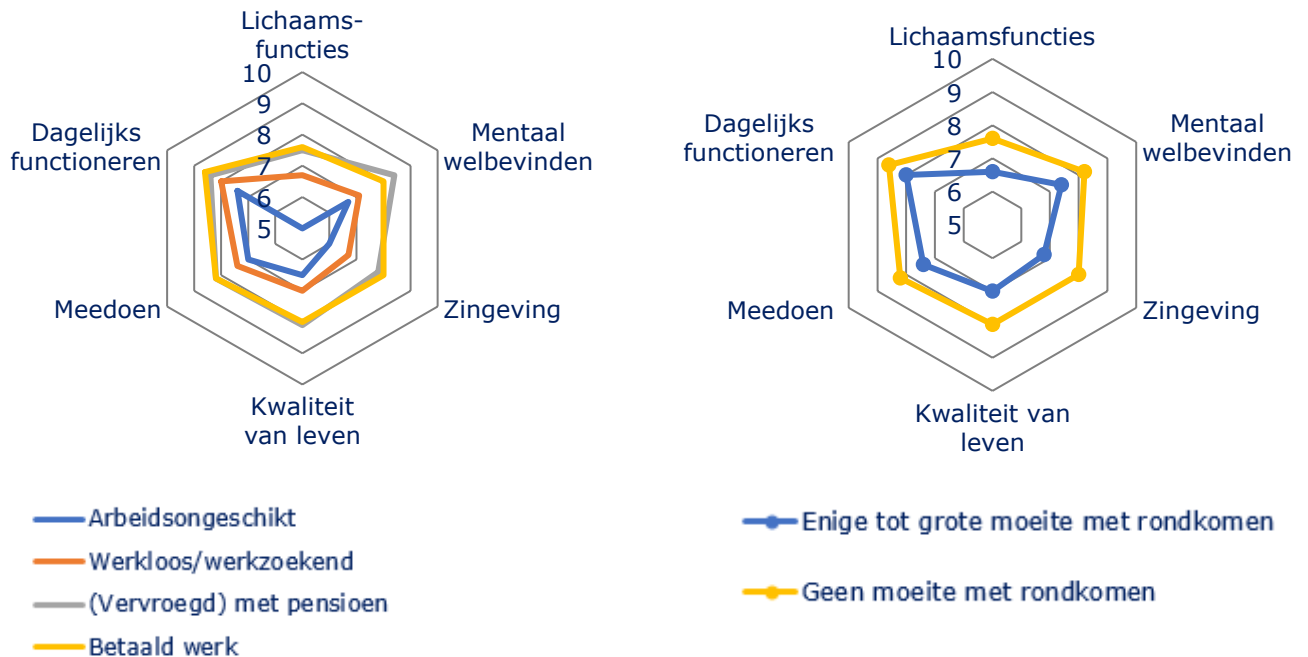 Lichaams-
functies
10
9
8
7
6
5
Dagelijks
functioneren
Mentaal
welbevinden
Meedoen
Zingeving
Kwaliteit
van leven
Arbeidsongeschikt
Werkloos/werkzoekend
(Vervroegd) met pensioen
Betaald werk
Lichaamsfuncties
10
9
8
7
6
5
Dagelijks
functioneren
Mentaal
welbevinden
Meedoen
Zingeving
Kwaliteit van
leven
Enige tot grote moeite met rondkomen
Geen moeite met rondkomen